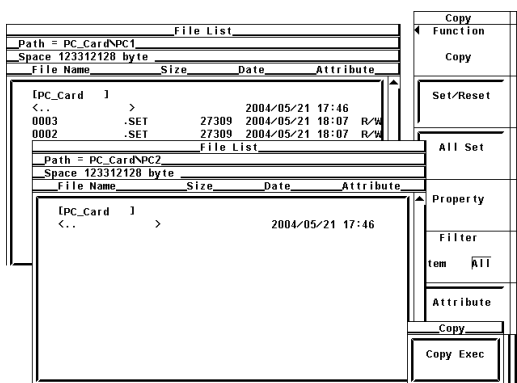 File List
Path = PC_Card\PC1
Space 123312128 byte
File Name Size Date Attribute
[PC_Card ]
<.. > 2004/05/21 17:46
0003 .SET 27309 2004/05/21 18:07 R/W
0002 .SET 27309 2004/05/21 18:07 R/W
File List
Path = PC_Card\PC2
Space 123312128 byte
File Name Size Date Attribute
[PC_Card ]
<.. > 2004/05/21 17:46
Copy
Function
Copy
Set/Reset
All Set
Property
Filter
tem All
Attribute
Copy
Copy Exec